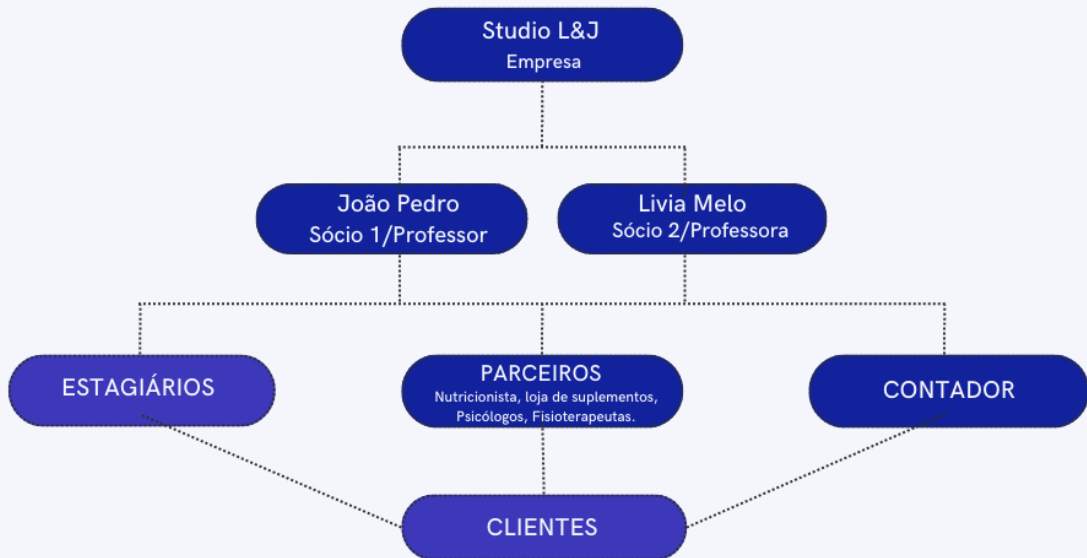 Studio L&J
Empresa
João Pedro
Sócio 1/Professor
Livia Melo
Sócio 2/Professora
ESTAGIÁRIOS
PARCEIROS
Nutricionista, loja de suplementos,
Psicólogos, Fisioterapeutas.
CONTADOR
CLIENTES